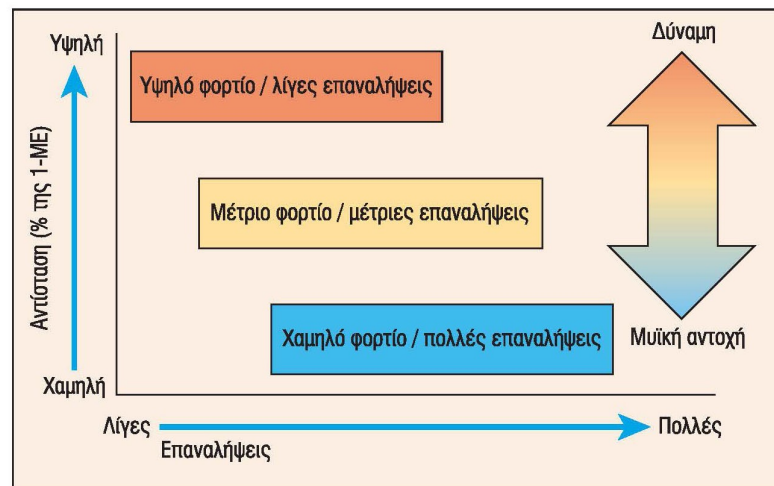 Υψηλή
Δύναμη
Υψηλό φορτίο / λίγες επαναλήψεις
Αντίσταση (% της 1-ΜΕ)
Μέτριο φορτίο / μέτριες επαναλήψεις
Χαμηλό φορτίο / πολλές επαναλήψεις
Μυϊκή αντοχή
Χαμηλή
Λίγες
Πολλές
Επαναλήψεις